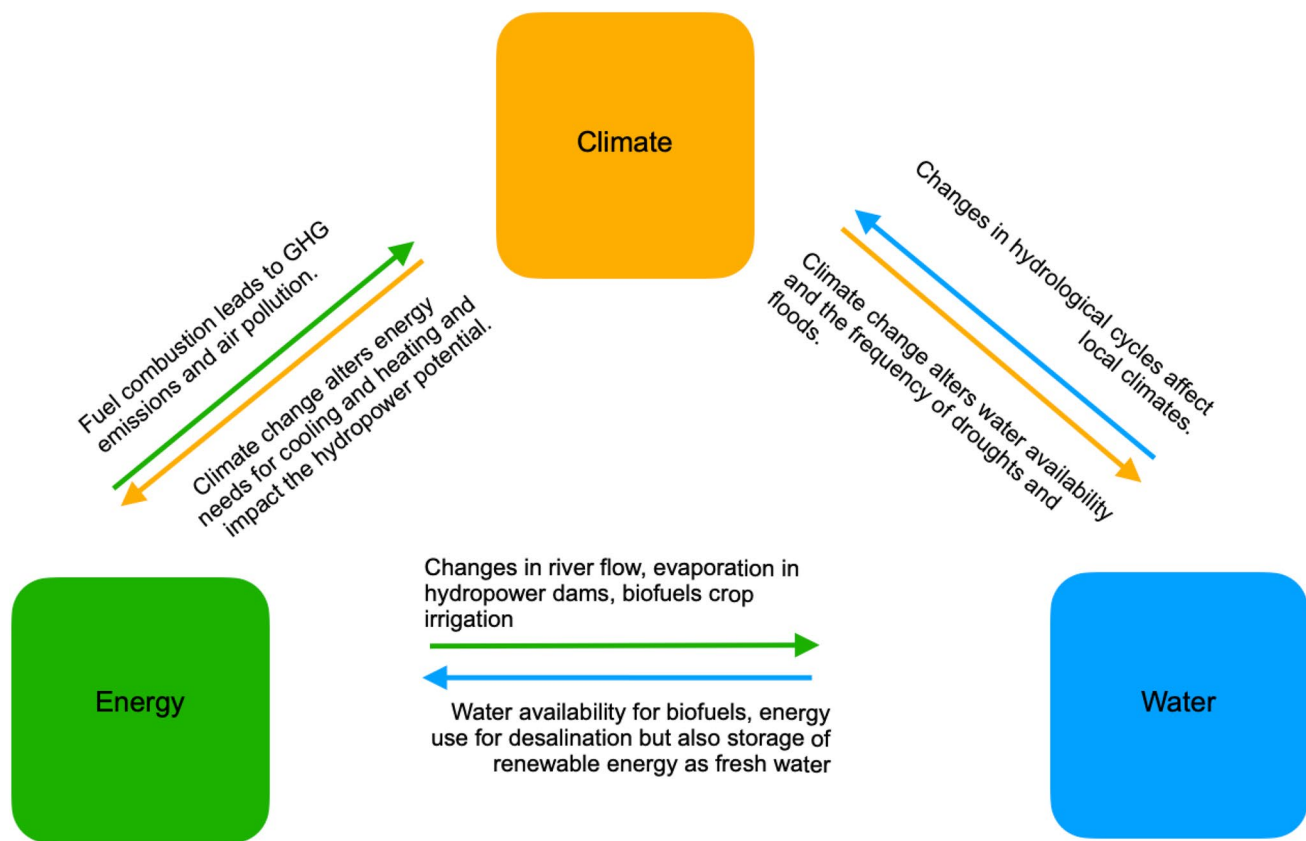 Climate
Fuel combustion leads to GHG
emissions and air pollution.
Climate change alters energy
needs for cooling and heating and
impact the hydropower potential.
Changes in hydrological cycles affect
local climates.
Climate change alters water availability
and the frequency of droughts and
floods.
Changes in river flow, evaporation in
hydropower dams, biofuels crop
irrigation
Energy
Water
Water availability for biofuels, energy
use for desalination but also storage of
renewable energy as fresh water